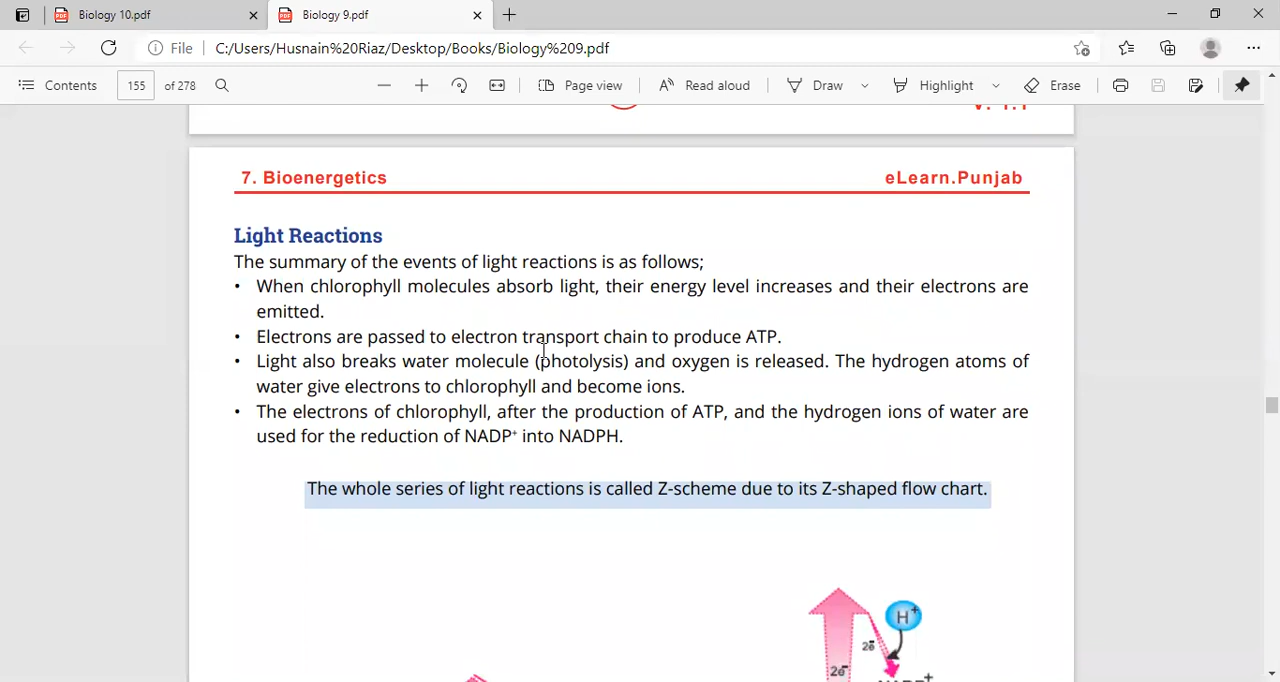 Biology 10.pdf
Biology 9.pdf
File C:/Users/Husnain%20Riaz/Desktop/Books/Biology%209.pdf
Contents 155 of 278 Page view Read aloud Draw Highlight Erase
7. Bioenergetics eLearn.Punjab
Light Reactions
The summary of the events of light reactions is as follows;
• When chlorophyll molecules absorb light, their energy level increases and their electrons are
emitted.
• Electrons are passed to electron transport chain to produce ATP.
• Light also breaks water molecule (photolysis) and oxygen is released. The hydrogen atoms of
water give electrons to chlorophyll and become ions.
• The electrons of chlorophyll, after the production of ATP, and the hydrogen ions of water are
used for the reduction of NADP⁺ into NADPH.
The whole series of light reactions is called Z-scheme due to its Z-shaped flow chart.
H⁺
2ē
2ē